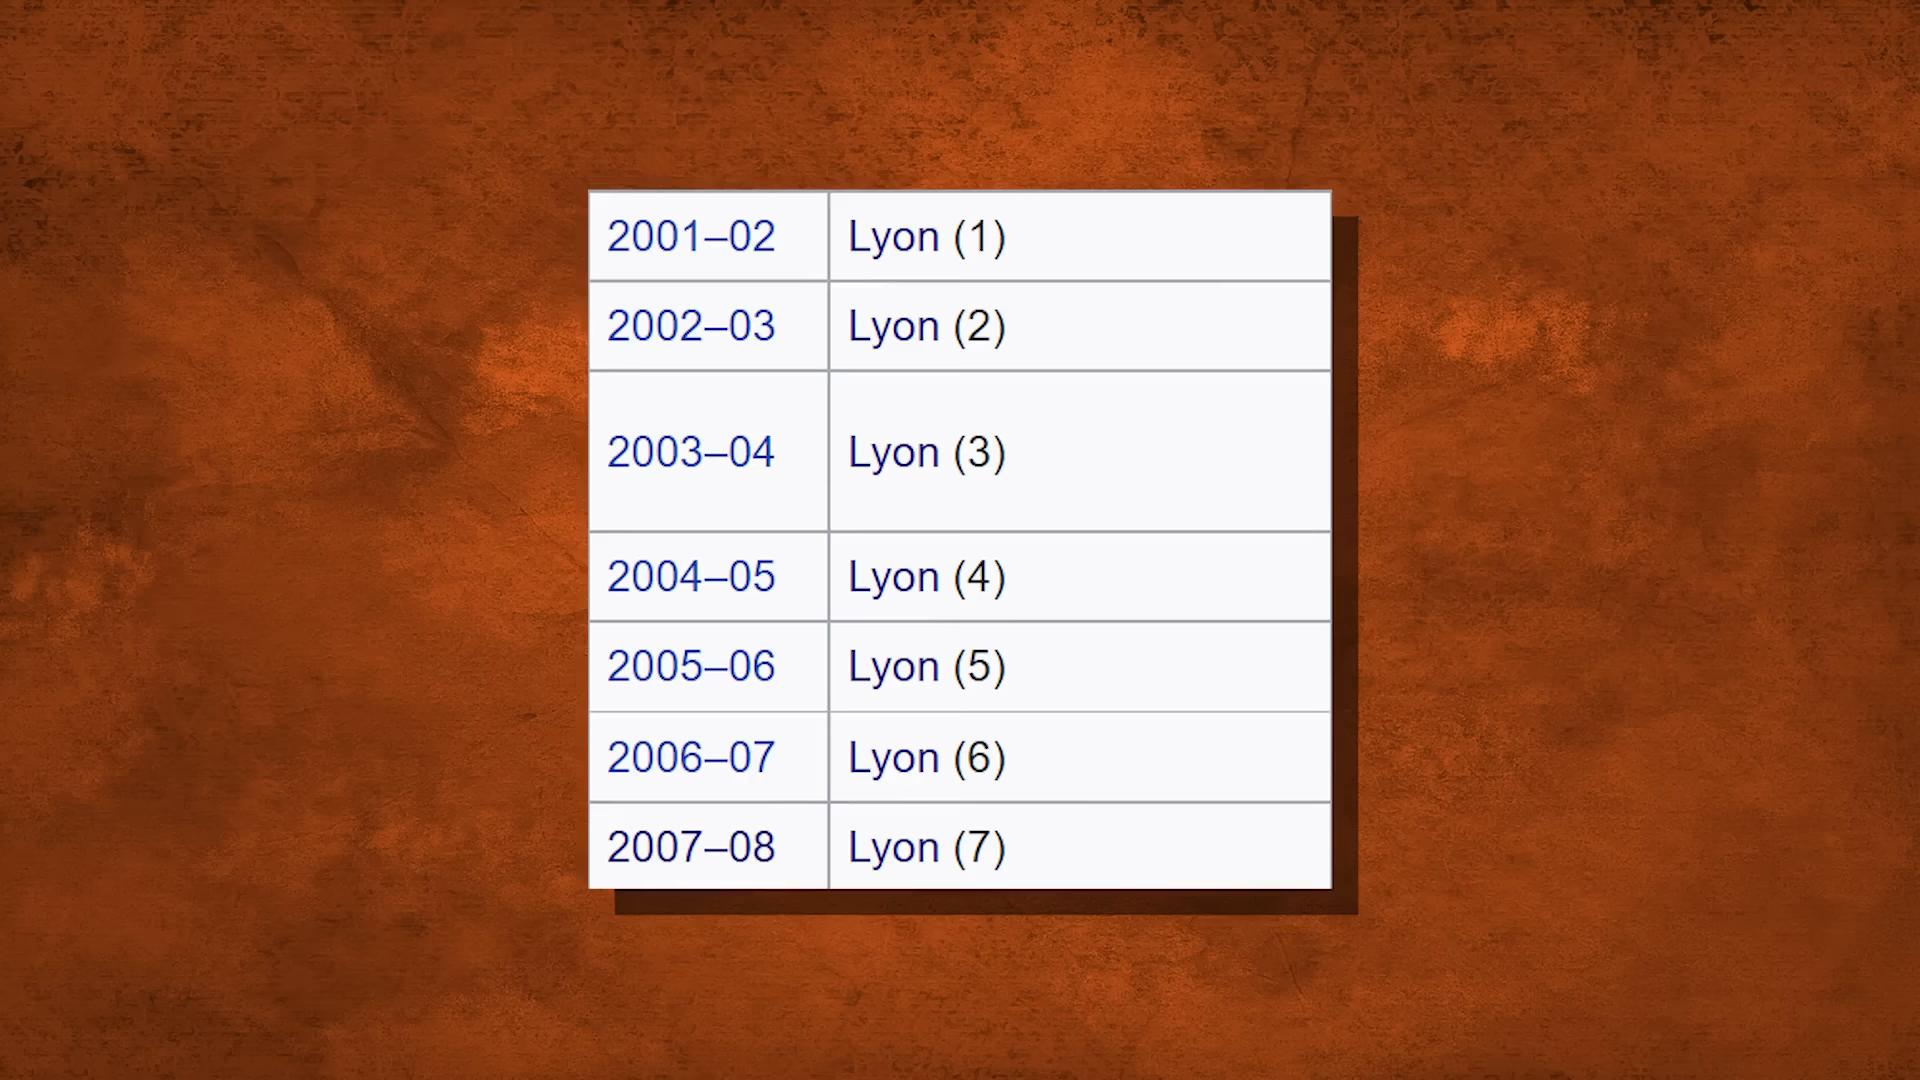 2001–02 Lyon (1)
2002–03 Lyon (2)
2003–04 Lyon (3)
2004–05 Lyon (4)
2005–06 Lyon (5)
2006–07 Lyon (6)
2007–08 Lyon (7)